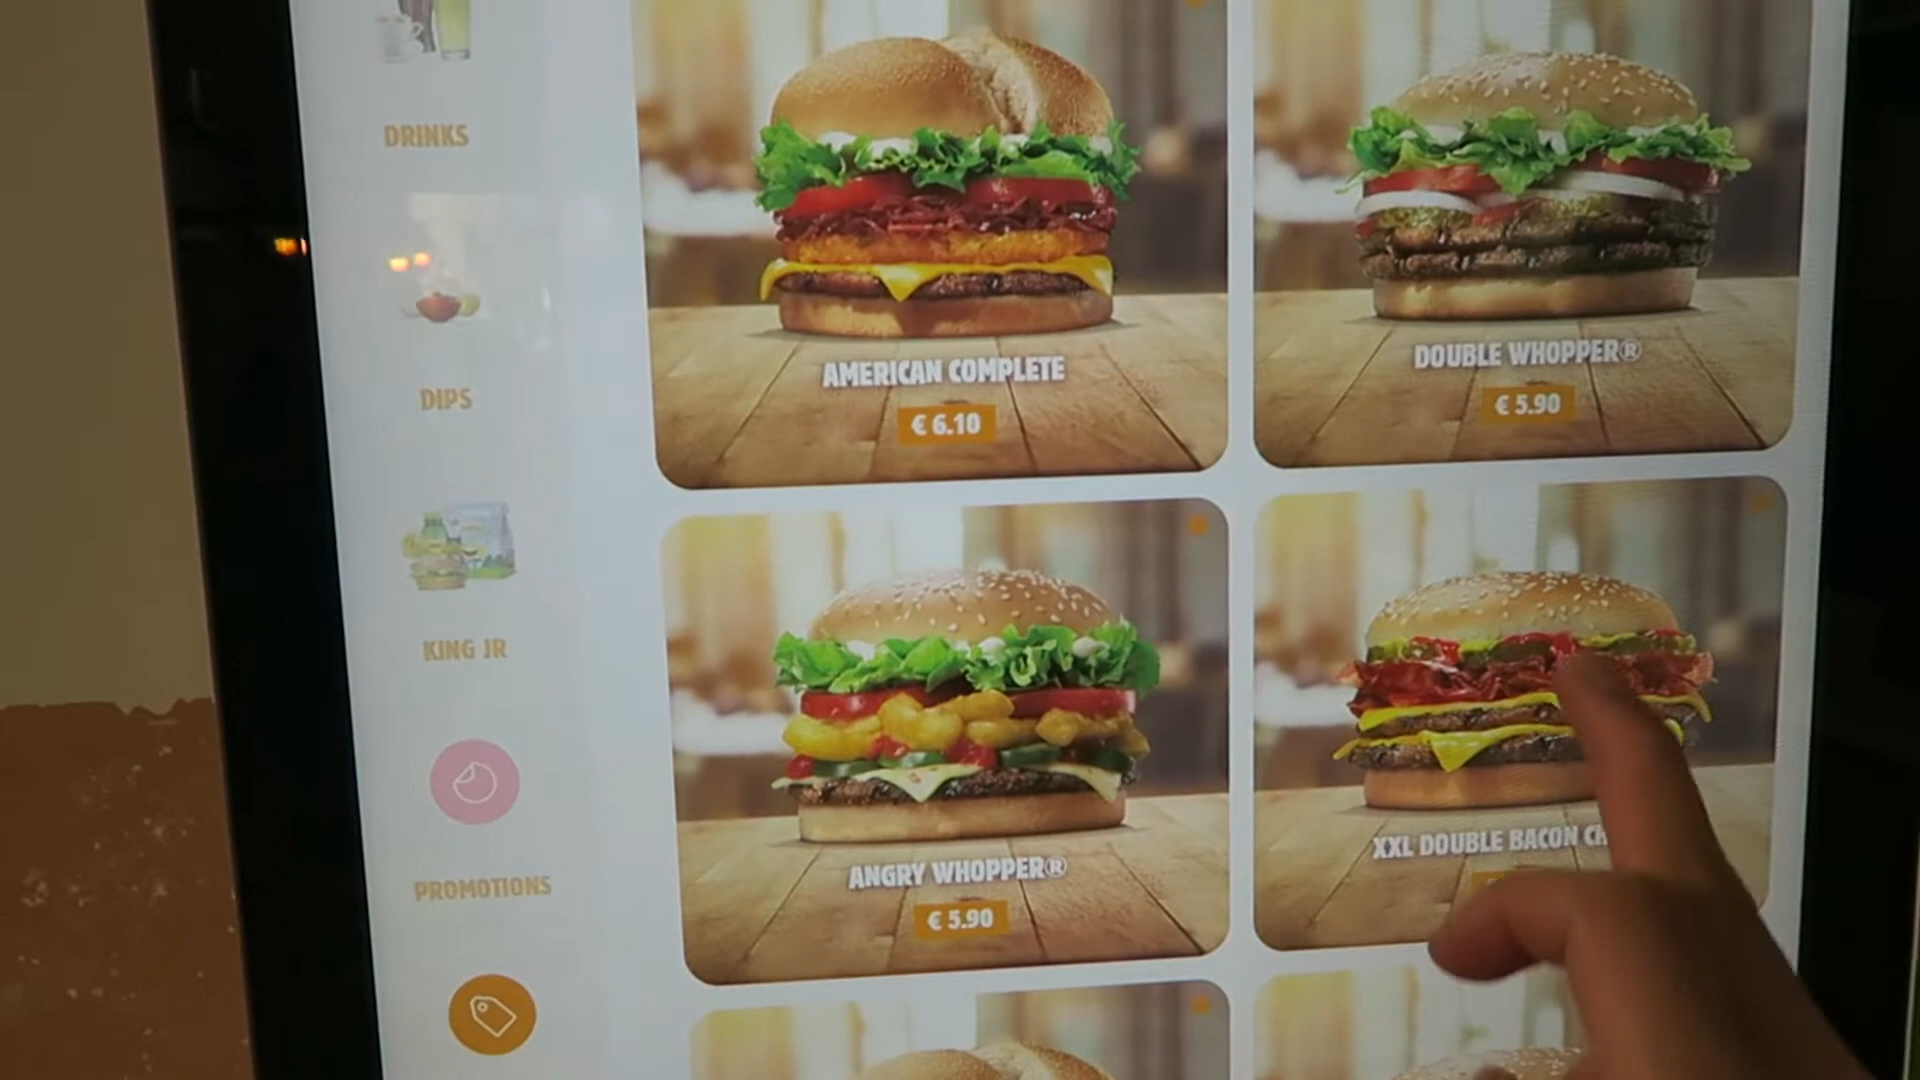 DRINKS
DIPS
KING JR
PROMOTIONS
AMERICAN COMPLETE
€ 6.10
DOUBLE WHOPPER®
€ 5.90
ANGRY WHOPPER®
€ 5.90
XXL DOUBLE BACON